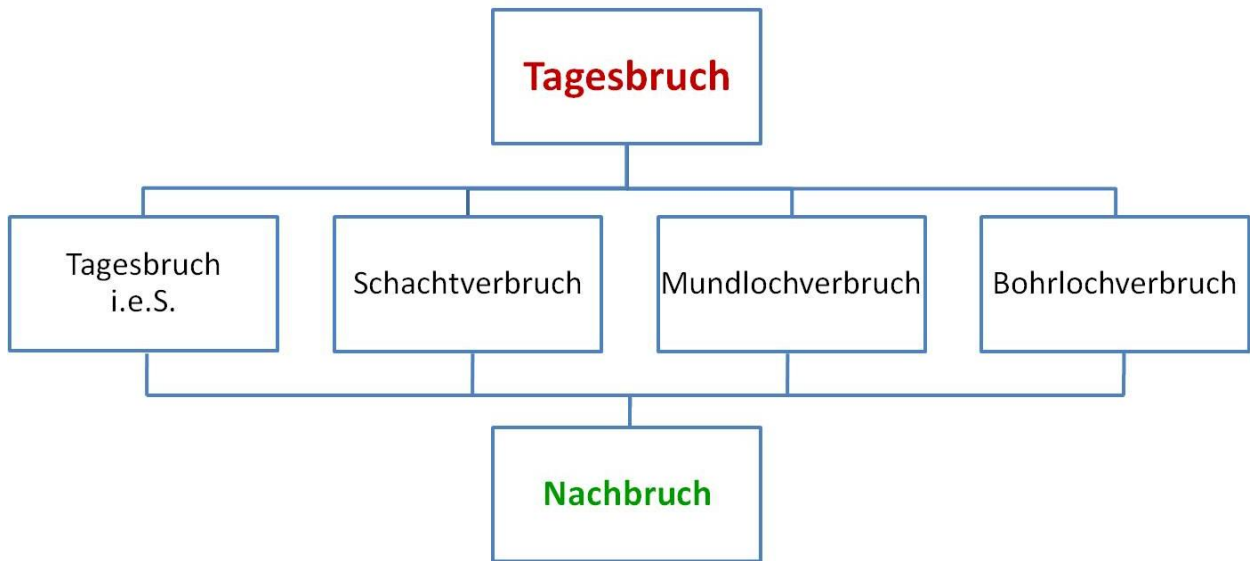 Tagesbruch
Tagesbruch
i.e.S.
Schachtverbruch
Mundlochverbruch
Bohrlochverbruch
Nachbruch